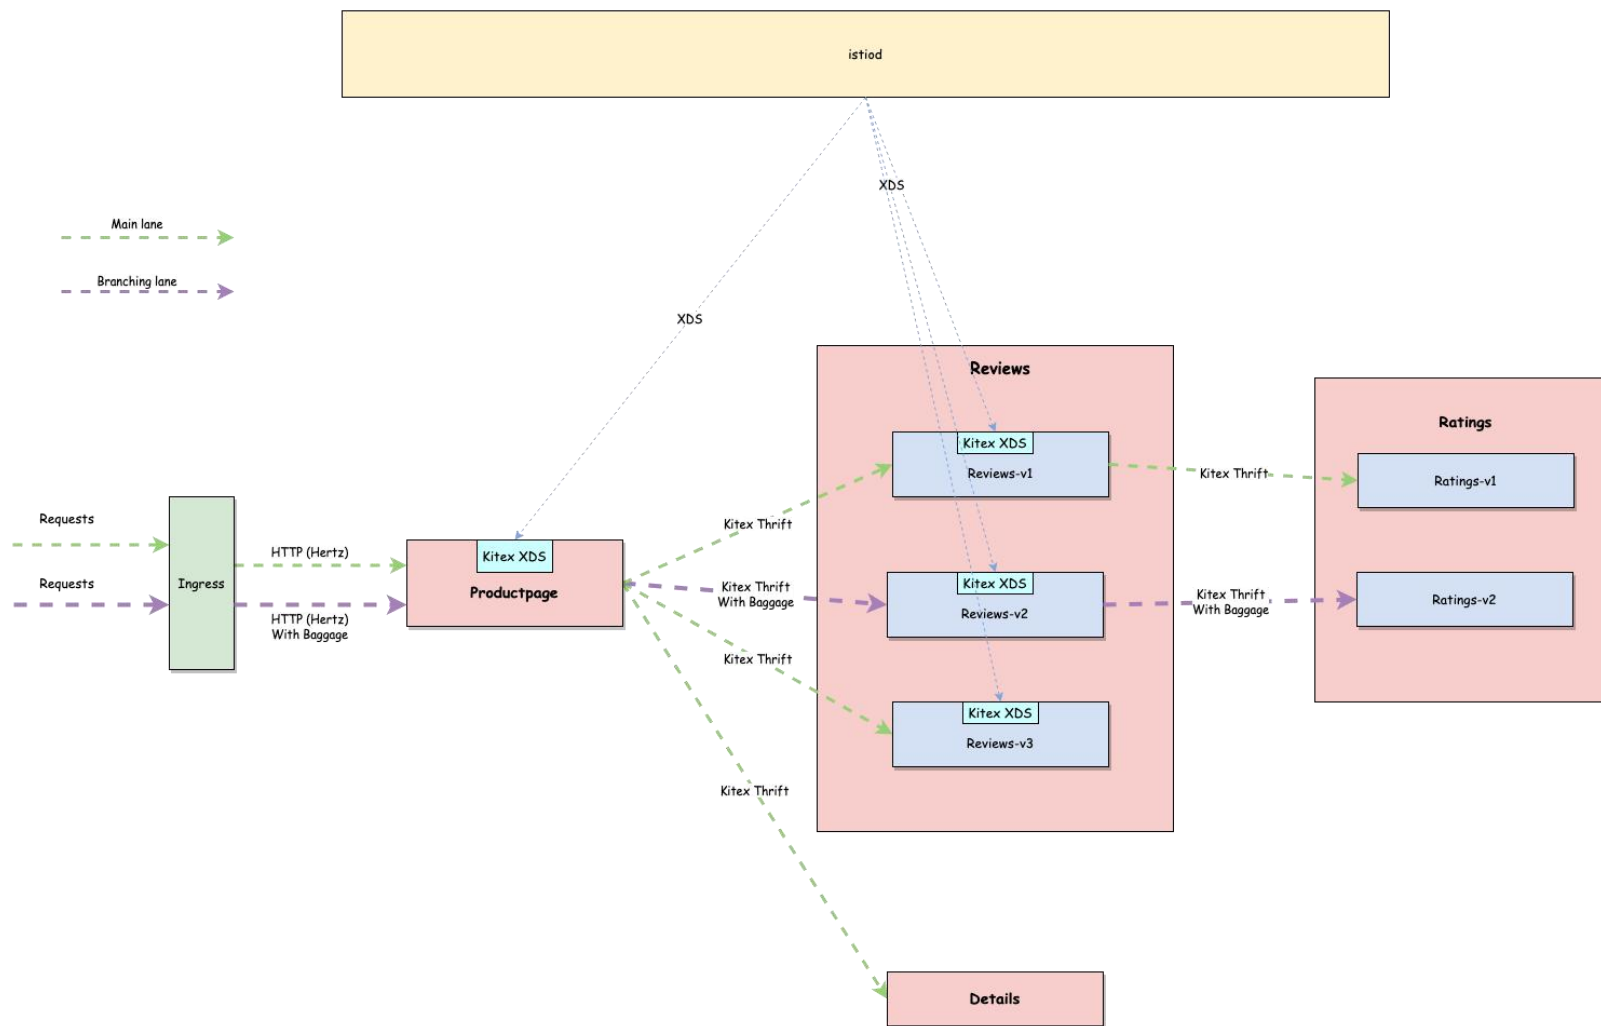 istiod
XDS
Main lane
Branching lane
XDS
Reviews
Kitex XDS
Reviews-v1
Ratings
Kitex Thrift
Ratings-v1
Requests
Kitex Thrift
HTTP (Hertz)
Kitex XDS
Productpage
Requests
Ingress
HTTP (Hertz)
With Baggage
Kitex Thrift
With Baggage
Kitex XDS
Reviews-v2
Kitex Thrift
With Baggage
Ratings-v2
Kitex Thrift
Kitex XDS
Reviews-v3
Kitex Thrift
Details